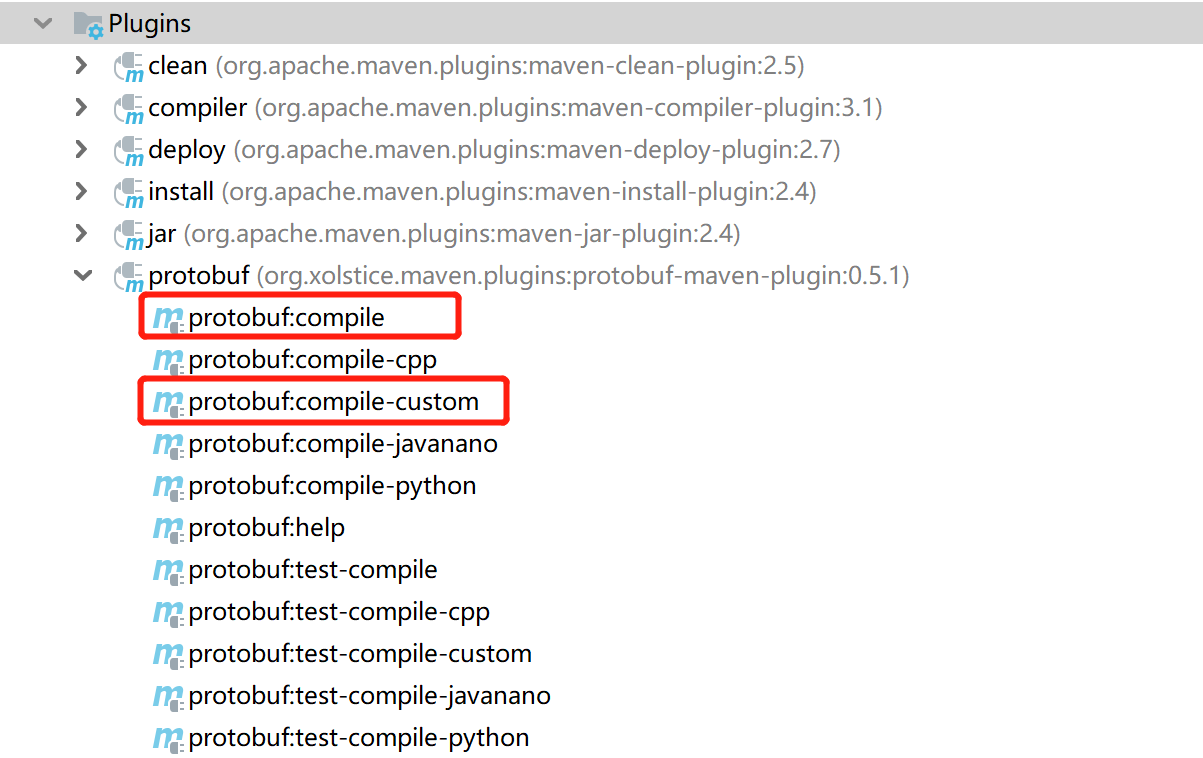 Plugins
clean (org.apache.maven.plugins:maven-clean-plugin:2.5)
compiler (org.apache.maven.plugins:maven-compiler-plugin:3.1)
deploy (org.apache.maven.plugins:maven-deploy-plugin:2.7)
install (org.apache.maven.plugins:maven-install-plugin:2.4)
jar (org.apache.maven.plugins:maven-jar-plugin:2.4)
protobuf (org.xolstice.maven.plugins:protobuf-maven-plugin:0.5.1)
protobuf:compile
protobuf:compile-cpp
protobuf:compile-custom
protobuf:compile-javanano
protobuf:compile-python
protobuf:help
protobuf:test-compile
protobuf:test-compile-cpp
protobuf:test-compile-custom
protobuf:test-compile-javanano
protobuf:test-compile-python